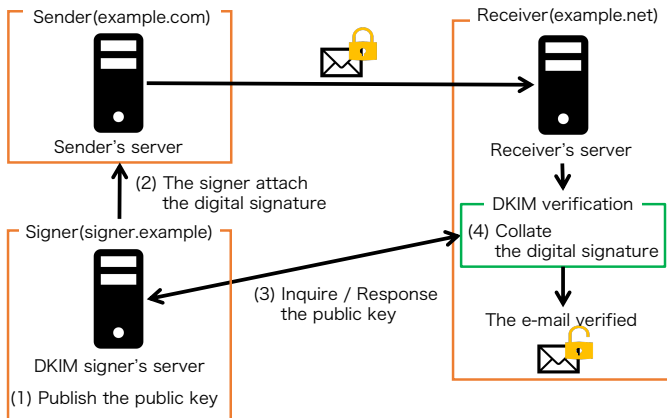 Sender(example.com)
Receiver(example.net)
Sender's server
Receiver's server
(2) The signer attach
the digital signature
DKIM verification
(4) Collate
the digital signature
Signer(signer.example)
(3) Inquire / Response
the public key
The e-mail verified
DKIM signer's server
(1) Publish the public key